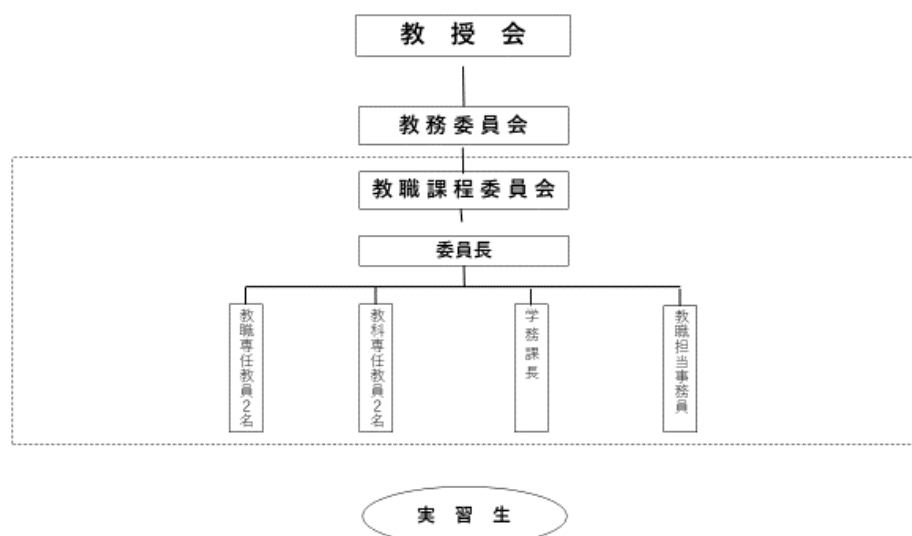 教授会
教務委員会
教職課程委員会
委員長
教職専任教員2名
教科専任教員2名
学務課長
教職担当事務員
実習生